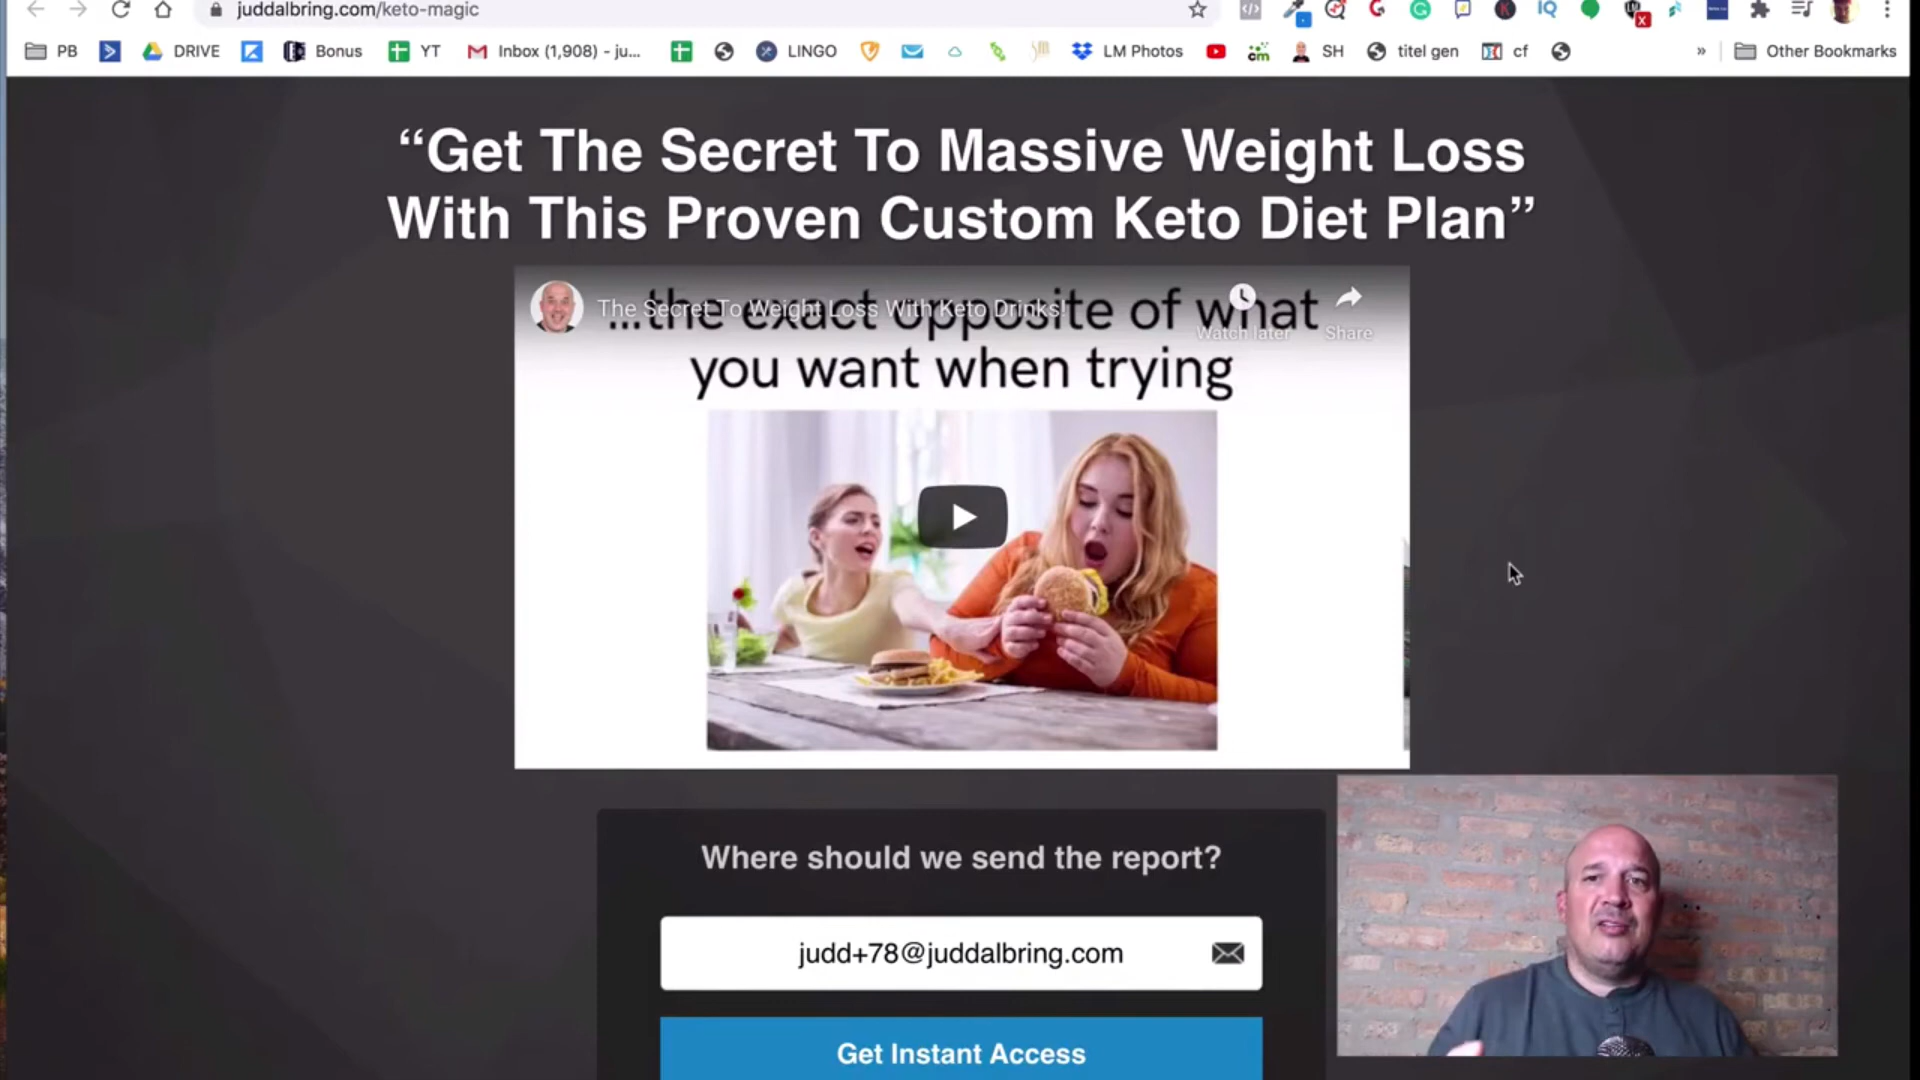 juddalbring.com/keto-magic
PB DRIVE Bonus YT Inbox (1,908) - ju... LINGO LM Photos SH titel gen cf » Other Bookmarks
“Get The Secret To Massive Weight Loss
With This Proven Custom Keto Diet Plan”
The Secret To Weight Loss With Keto Drinks!
...the exact opposite of what
Watch later Share
you want when trying
Where should we send the report?
judd+78@juddalbring.com
Get Instant Access